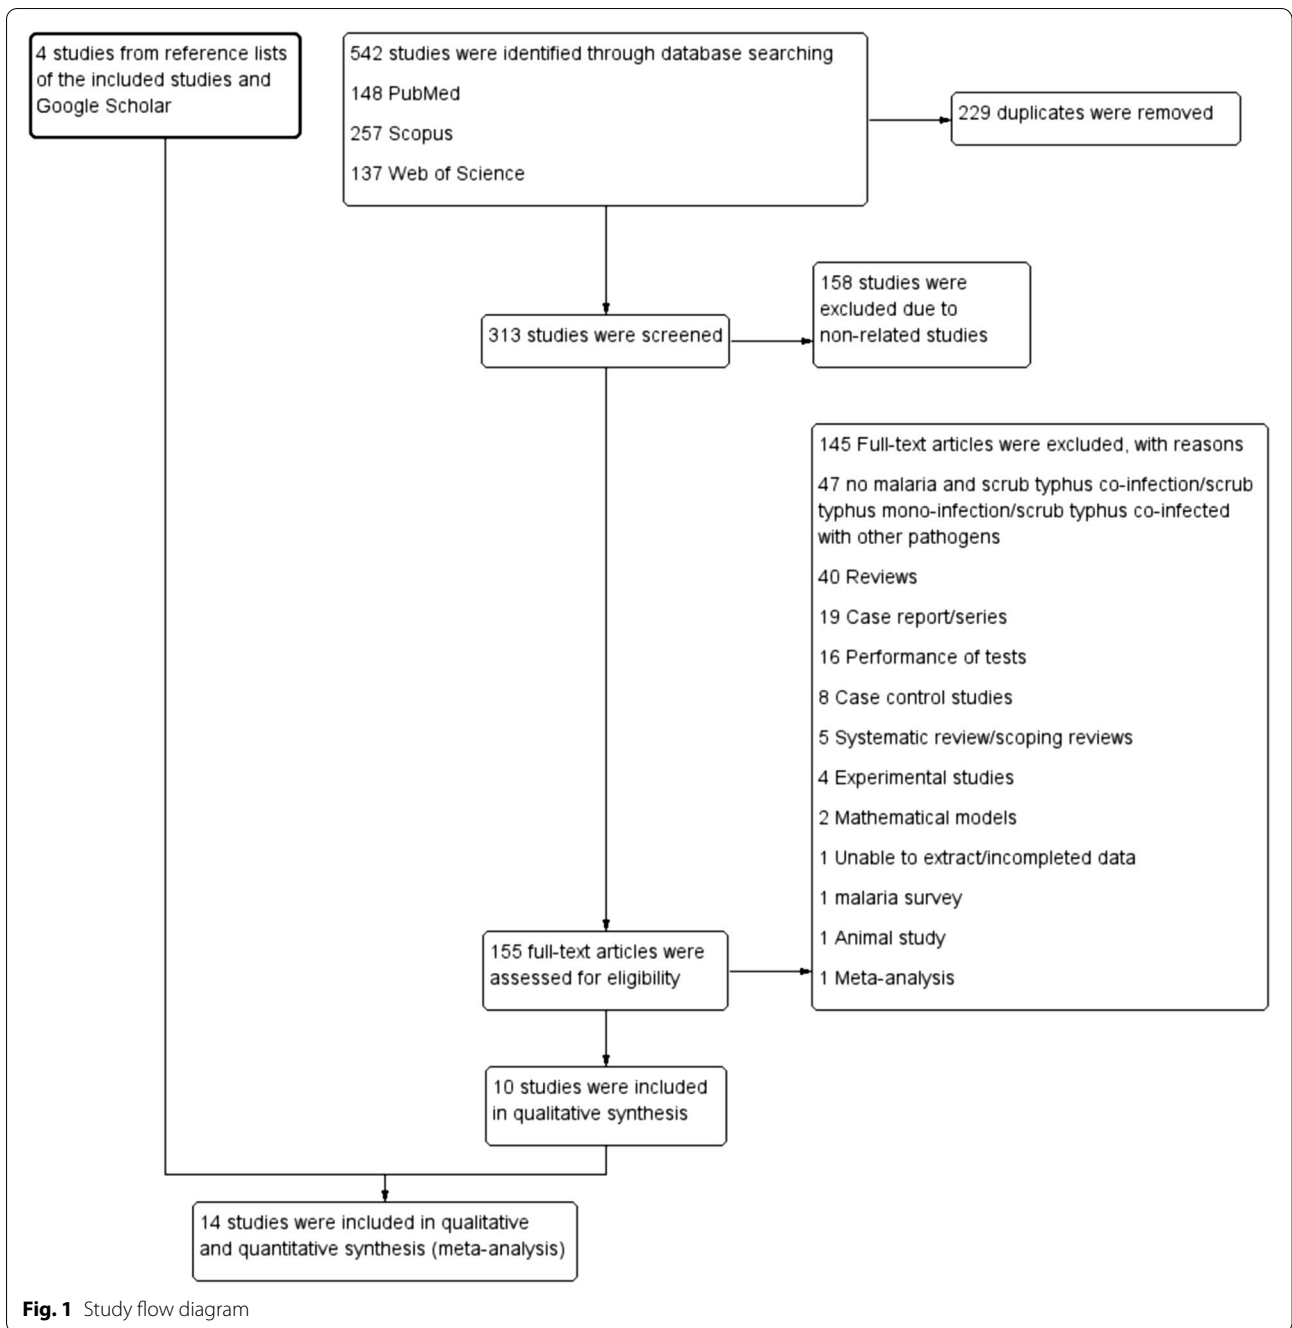 4 studies from reference lists
of the included studies and
Google Scholar
542 studies were identified through database searching
148 PubMed
257 Scopus
137 Web of Science
229 duplicates were removed
313 studies were screened
158 studies were
excluded due to
non-related studies
145 Full-text articles were excluded, with reasons
47 no malaria and scrub typhus co-infection/scrub
typhus mono-infection/scrub typhus co-infected
with other pathogens
40 Reviews
19 Case report/series
16 Performance of tests
8 Case control studies
5 Systematic review/scoping reviews
4 Experimental studies
2 Mathematical models
1 Unable to extract/incompleted data
1 malaria survey
1 Animal study
1 Meta-analysis
155 full-text articles were
assessed for eligibility
10 studies were included
in qualitative synthesis
14 studies were included in qualitative
and quantitative synthesis (meta-analysis)
Fig. 1 Study flow diagram